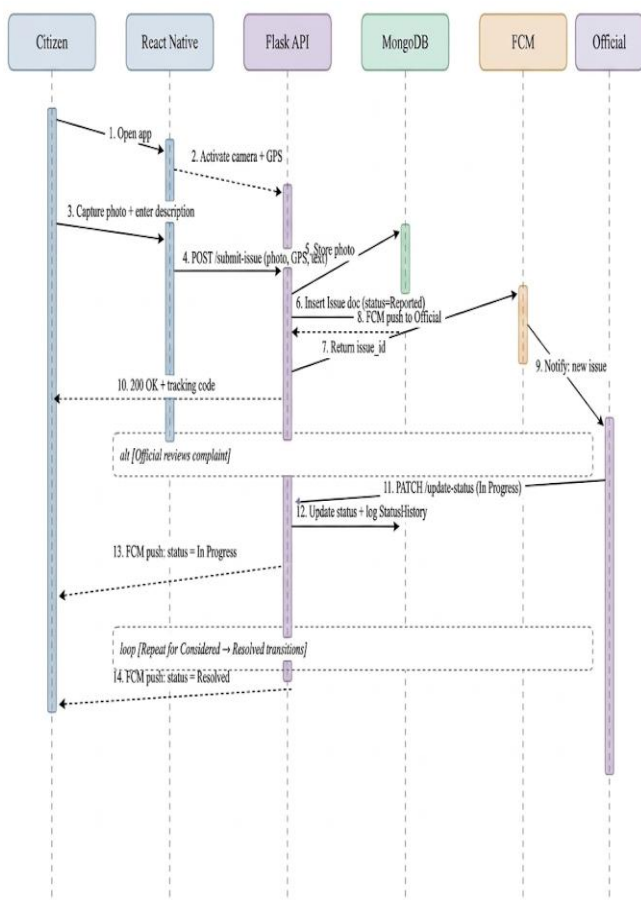 Citizen
React Native
Flask API
MongoDB
FCM
Official
1. Open app
2. Activate camera + GPS
3. Capture photo + enter description
4. POST /submit-issue (photo, GPS, text)
5. Store photo
6. Insert Issue doc (status=Reported)
8. FCM push to Official
7. Return issue_id
9. Notify: new issue
10. 200 OK + tracking code
alt [Official reviews complaint]
11. PATCH /update-status (In Progress)
12. Update status + log StatusHistory
13. FCM push: status = In Progress
loop [Repeat for Considered → Resolved transitions]
14. FCM push: status = Resolved